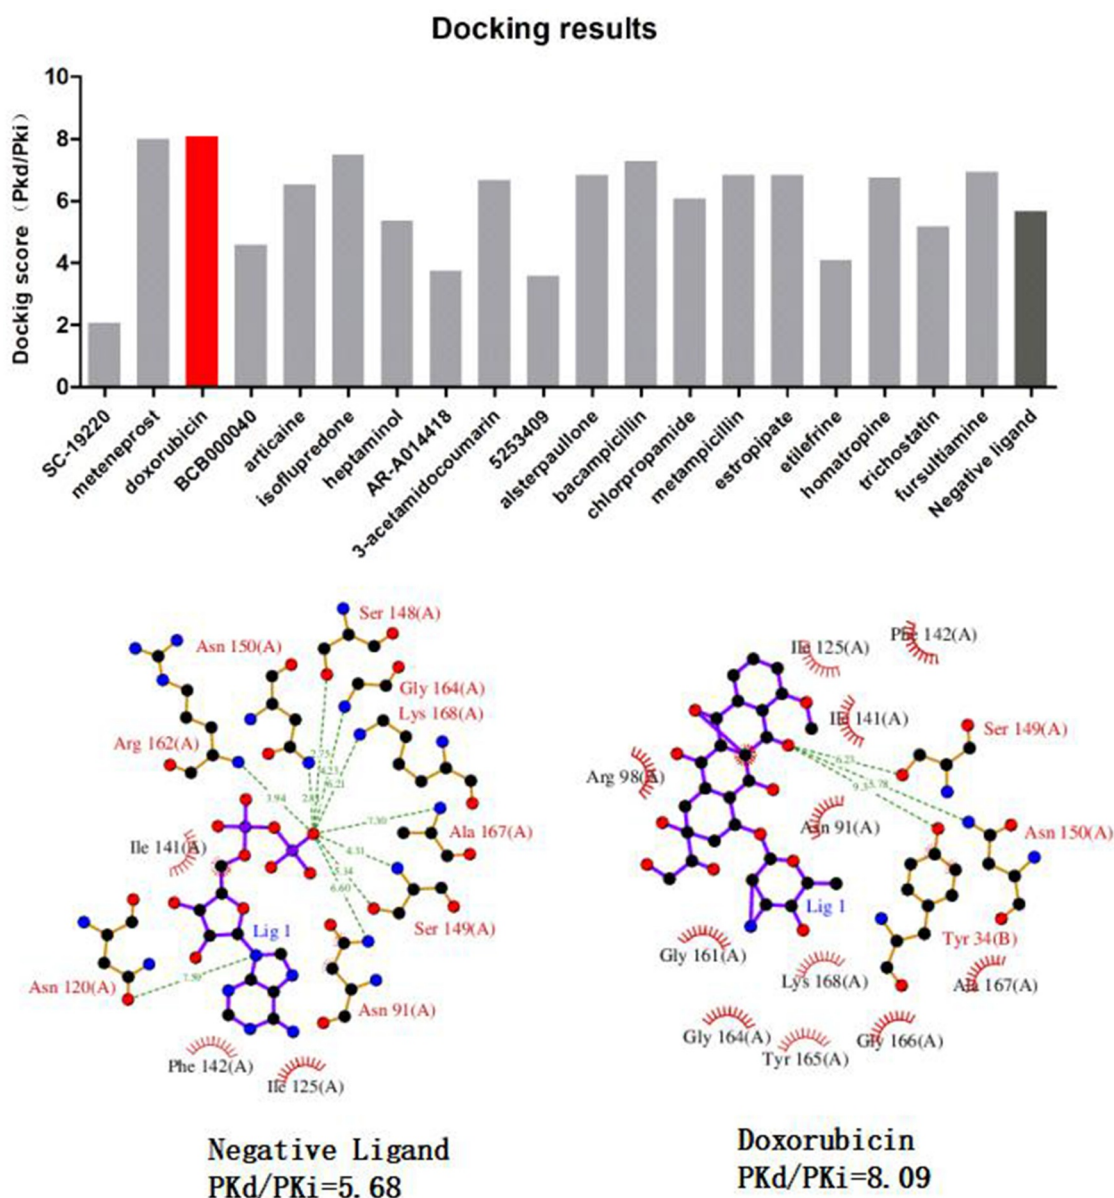 Docking results
Dockig score (Pkd/Pki)
10
8
6
4
2
0
SC-19220
meteneprost
doxorubicin
BCB000040
articaine
isoflupredone
heptaminol
AR-A014418
3-acetamidocoumarin
5253409
alsterpaullone
bacampicillin
chlorpropamide
metampicillin
estropipate
etilefrine
homatropine
trichostatin
fursultiamine
Negative ligand
Ser 148(A)
Asn 150(A)
Gly 164(A)
Lys 168(A)
Arg 162(A)
3.94
7.30
Ala 167(A)
Ile 141(A)
4.31
6.60
Lig 1
Ser 149(A)
Asn 120(A)
Asn 91(A)
Phe 142(A)
Ile 125(A)
Negative Ligand
PKd/PKi=5.68
Ile 125(A)
Phe 142(A)
Ile 141(A)
Ser 149(A)
6.23
Arg 98(A)
Asn 91(A)
Asn 150(A)
Lig 1
Tyr 34(B)
Gly 161(A)
Lys 168(A)
Ala 167(A)
Gly 164(A)
Tyr 165(A)
Gly 166(A)
Doxorubicin
PKd/PKi=8.09